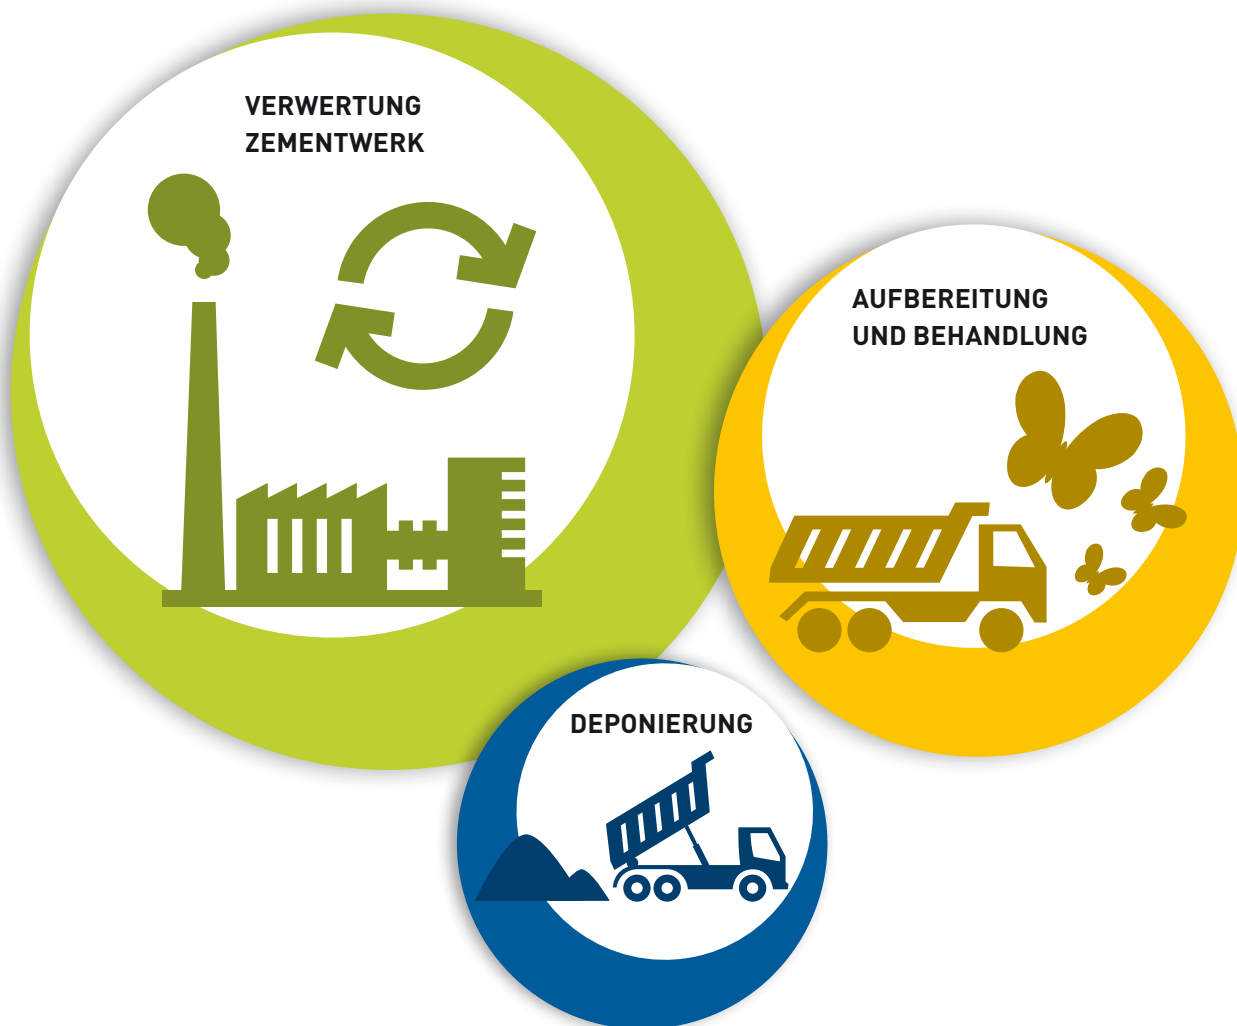 VERWERTUNG
ZEMENTWERK
AUFBEREITUNG
UND BEHANDLUNG
DEPONIERUNG